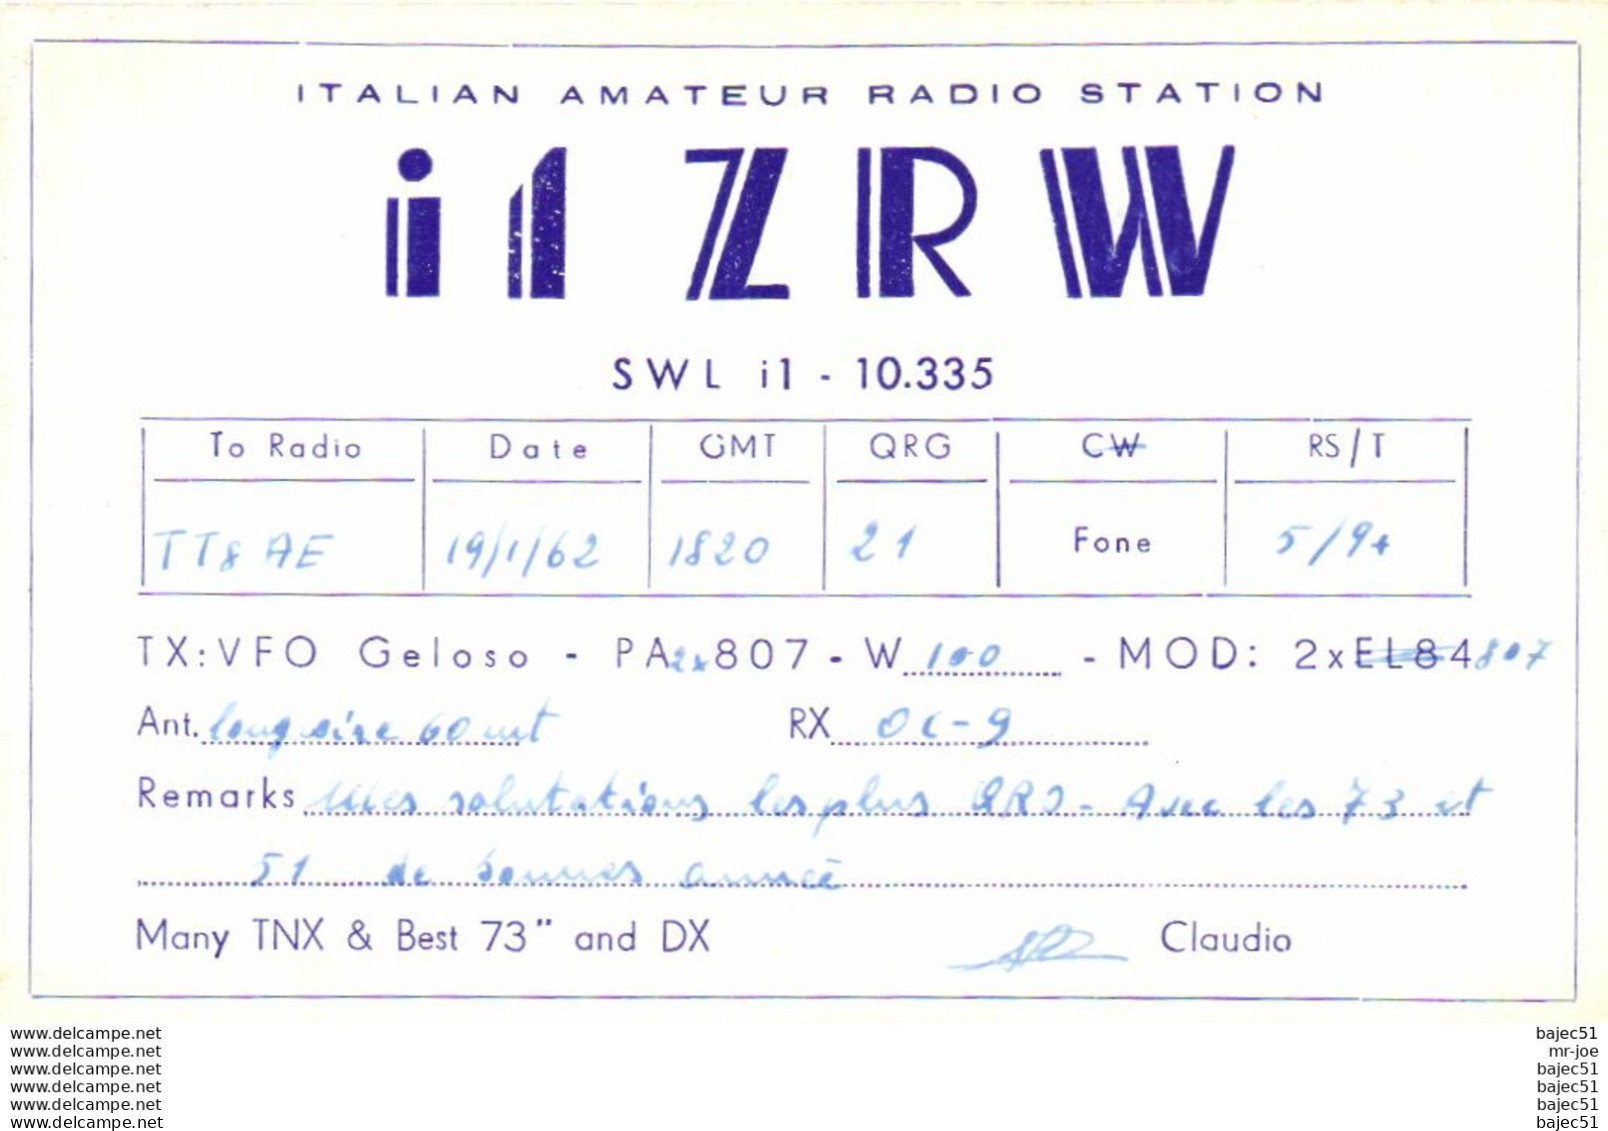 ITALIAN AMATEUR RADIO STATION
i1 ZRW
SWL i1 - 10.335
To Radio Date GMT QRG CW RS/T
TT8AE 19/1/62 1820 21 Fone 5/9+
TX: VFO Geloso - PA 2x 807 - W 100 - MOD: 2xEL84 807
Ant. long wire 60 mt RX OC-9
Remarks Mes salutations les plus QRO - Avec les 73 et
51 de bonnes année
Many TNX & Best 73" and DX Claudio
www.delcampe.net bajec51
www.delcampe.net mr-joe
www.delcampe.net bajec51
www.delcampe.net bajec51
www.delcampe.net bajec51
www.delcampe.net bajec51